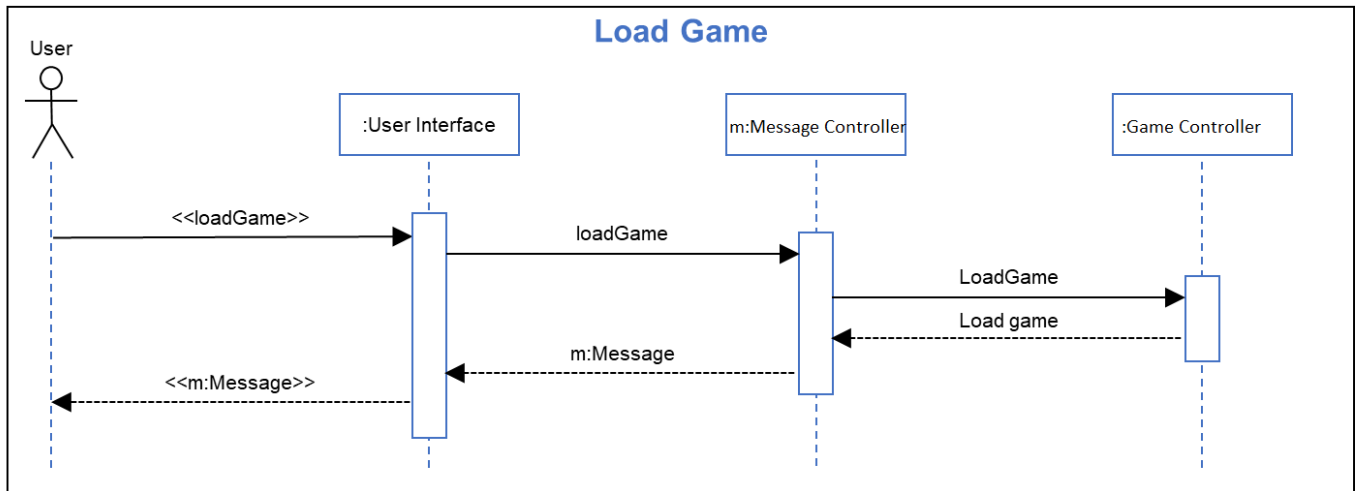 Load Game
User
:User Interface
m:Message Controller
:Game Controller
<<loadGame>>
loadGame
LoadGame
Load game
m:Message
<<m:Message>>